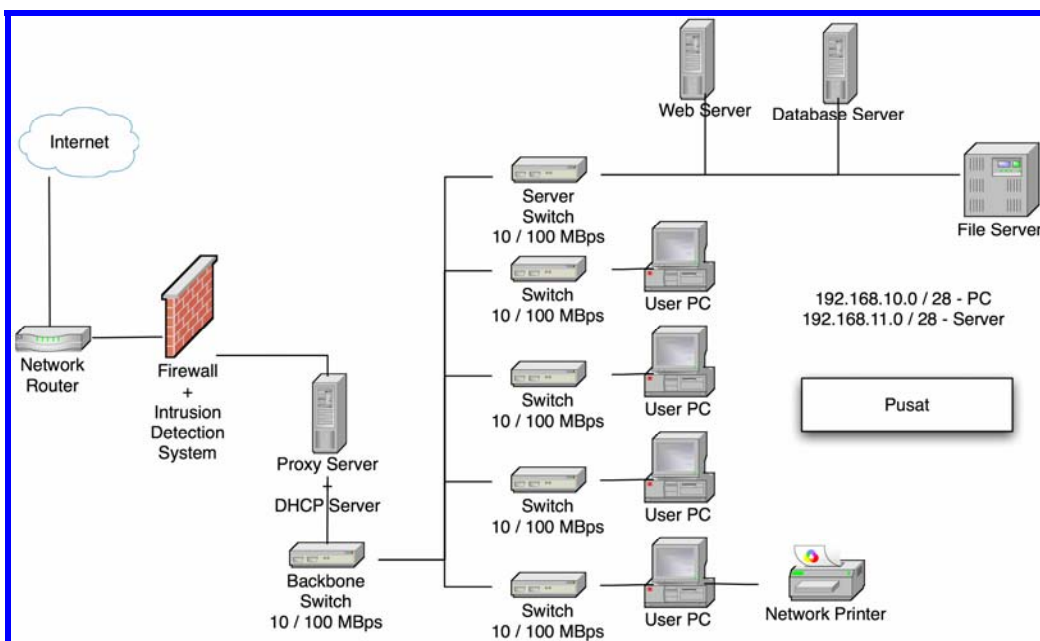 Internet
Network
Router
Firewall
+
Intrusion
Detection
System
Proxy Server
+
DHCP Server
Backbone
Switch
10 / 100 MBps
Web Server
Database Server
File Server
Server
Switch
10 / 100 MBps
Switch
10 / 100 MBps
User PC
Switch
10 / 100 MBps
User PC
Switch
10 / 100 MBps
User PC
Switch
10 / 100 MBps
User PC
Network Printer
192.168.10.0 / 28 - PC
192.168.11.0 / 28 - Server
Pusat